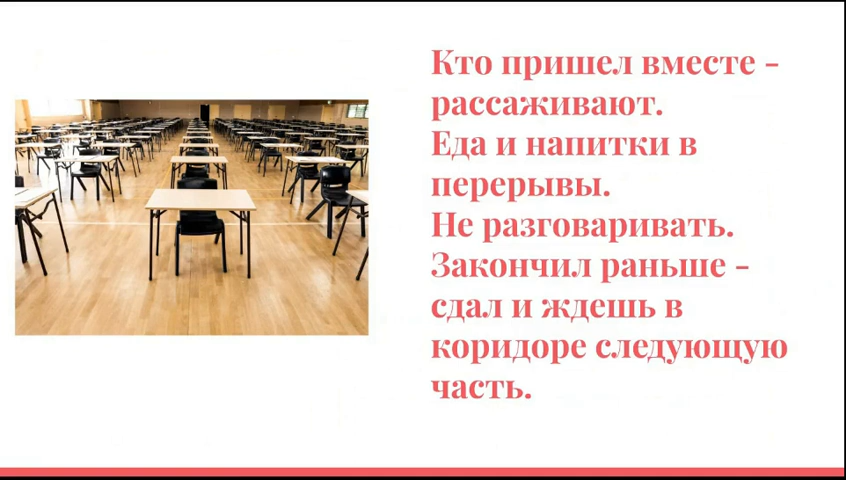 Кто пришел вместе -
рассаживают.
Еда и напитки в
перерывы.
Не разговаривать.
Закончил раньше -
сдал и ждешь в
коридоре следующую
часть.